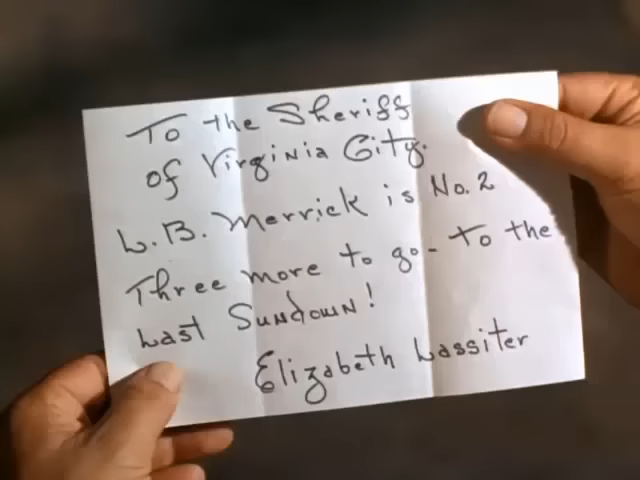 To the Sheriff
of Virginia City.
L.B. Merrick is No. 2
Three more to go - To the
Last Sundown!
Elizabeth Lassiter